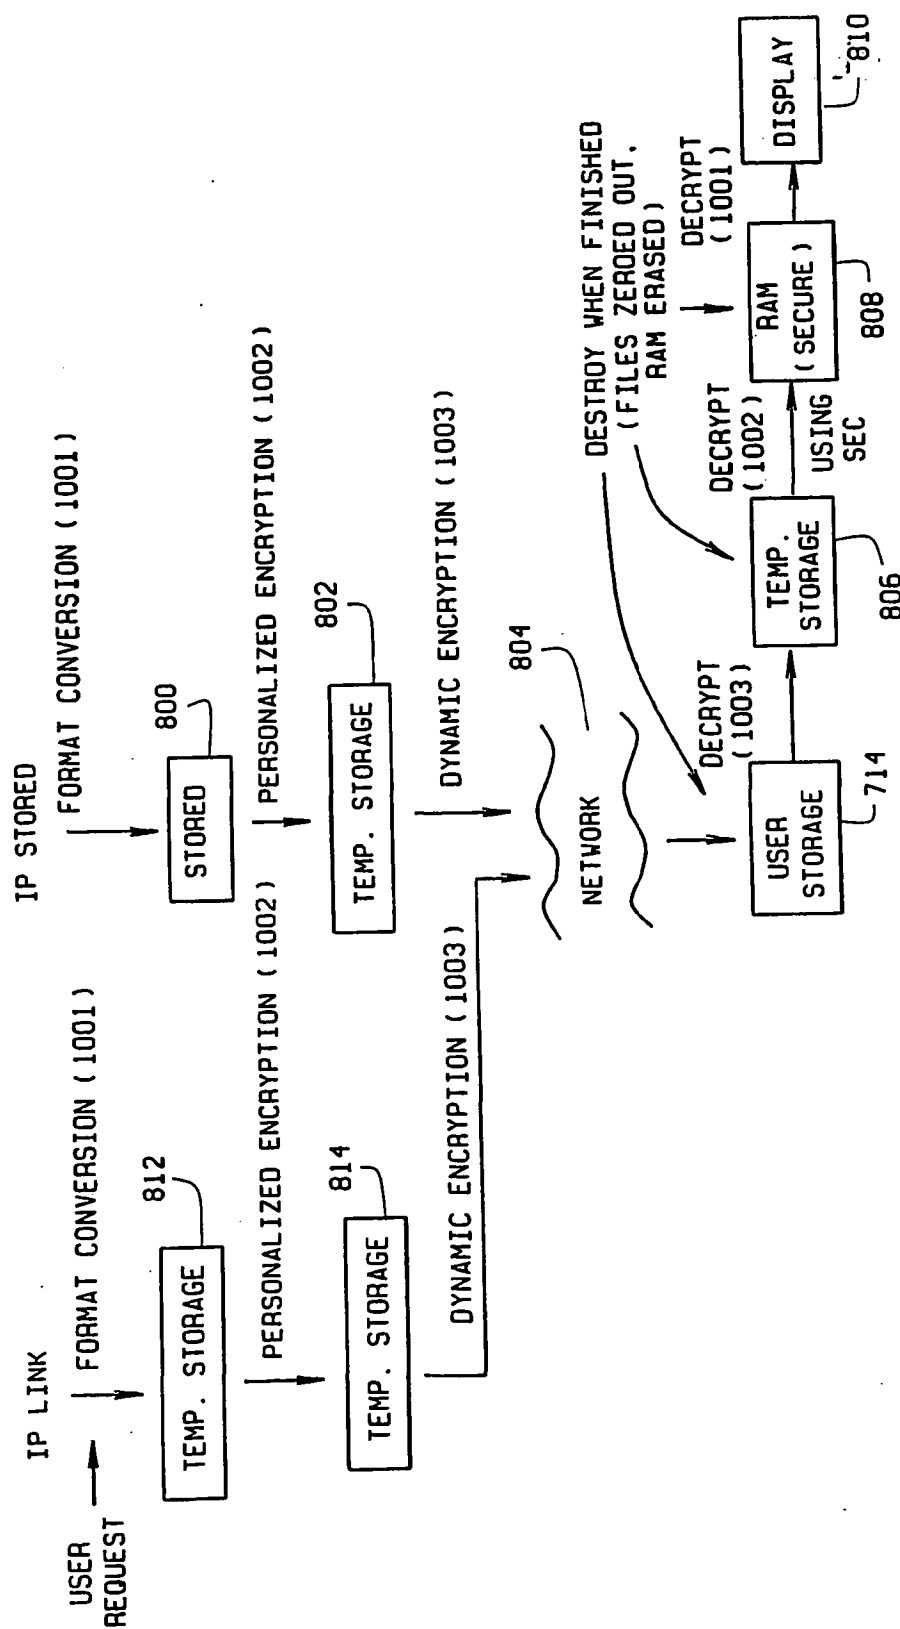 IP LINK
USER
REQUEST
FORMAT CONVERSION (1001)
812
TEMP. STORAGE
PERSONALIZED ENCRYPTION (1002)
814
TEMP. STORAGE
DYNAMIC ENCRYPTION (1003)
IP STORED
FORMAT CONVERSION (1001)
800
STORED
PERSONALIZED ENCRYPTION (1002)
802
TEMP. STORAGE
DYNAMIC ENCRYPTION (1003)
804
NETWORK
DESTROY WHEN FINISHED
(FILES ZEROED OUT,
RAM ERASED)
USER
STORAGE
714
DECRYPT
(1003)
TEMP.
STORAGE
806
DECRYPT
(1002)
USING
SEC
RAM
(SECURE)
808
DECRYPT
(1001)
DISPLAY
810